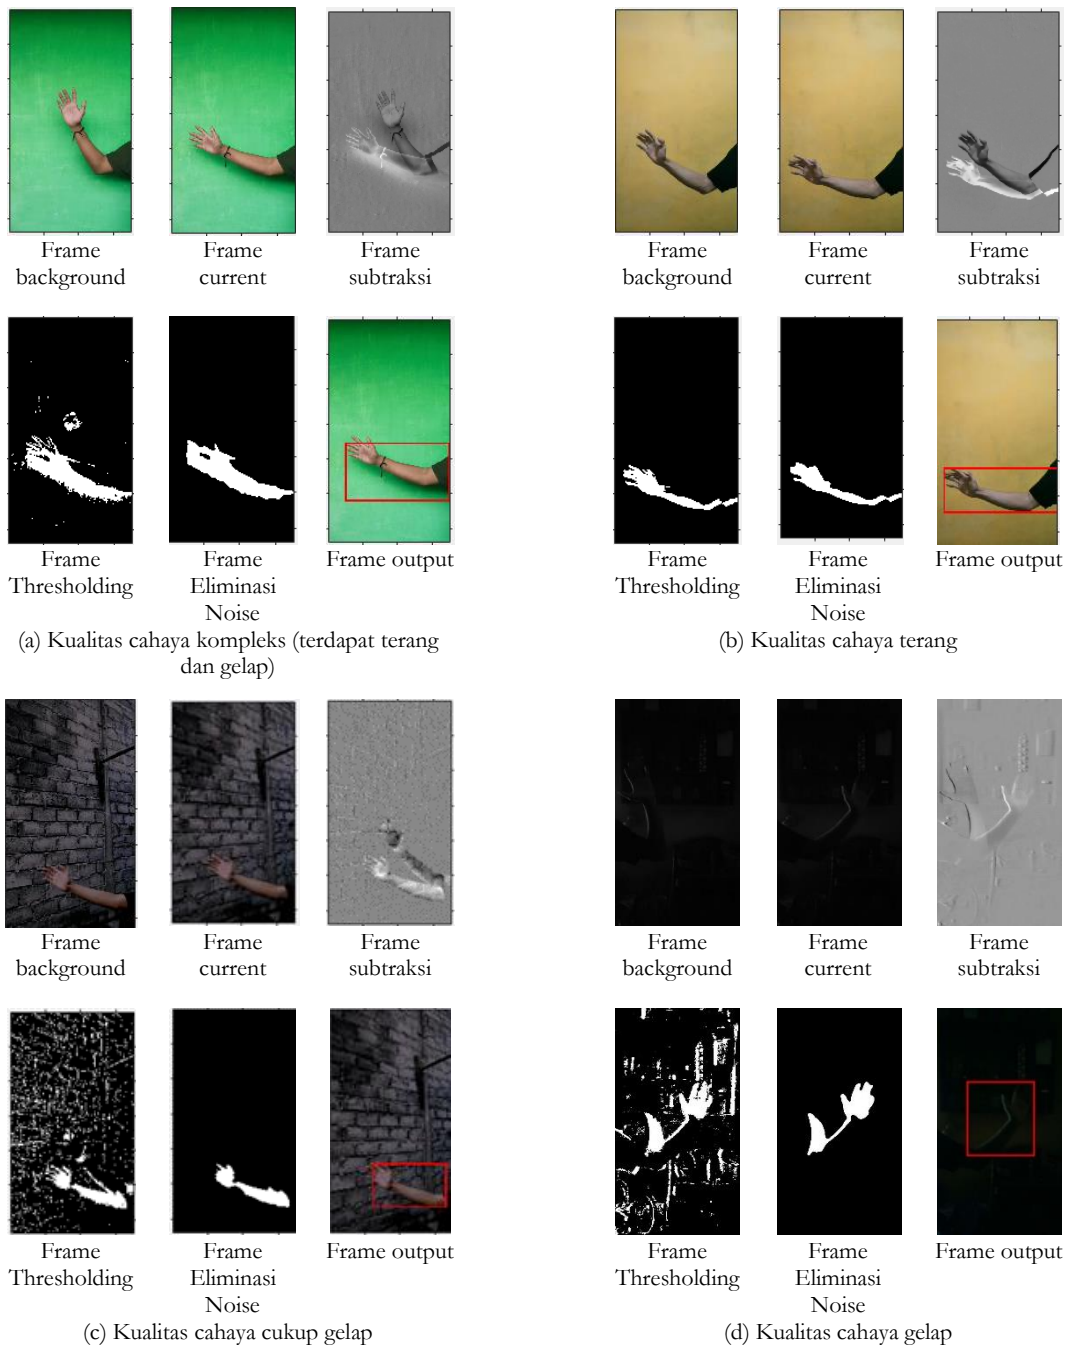 Frame
background
Frame
current
Frame
subtraksi
Frame
Thresholding
Frame
Eliminasi
Noise
Frame output
(a) Kualitas cahaya kompleks (terdapat terang
dan gelap)
Frame
background
Frame
current
Frame
subtraksi
Frame
Thresholding
Frame
Eliminasi
Noise
Frame output
(b) Kualitas cahaya terang
Frame
background
Frame
current
Frame
subtraksi
Frame
Thresholding
Frame
Eliminasi
Noise
Frame output
(c) Kualitas cahaya cukup gelap
Frame
background
Frame
current
Frame
subtraksi
Frame
Thresholding
Frame
Eliminasi
Noise
Frame output
(d) Kualitas cahaya gelap